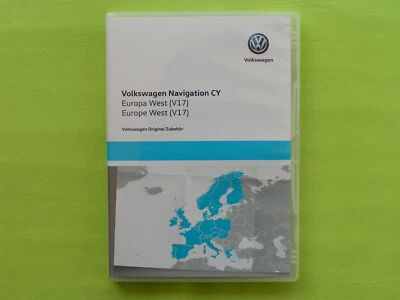 Volkswagen
Volkswagen Navigation CY
Europa West (V17)
Europe West (V17)
Volkswagen Original Zubehör